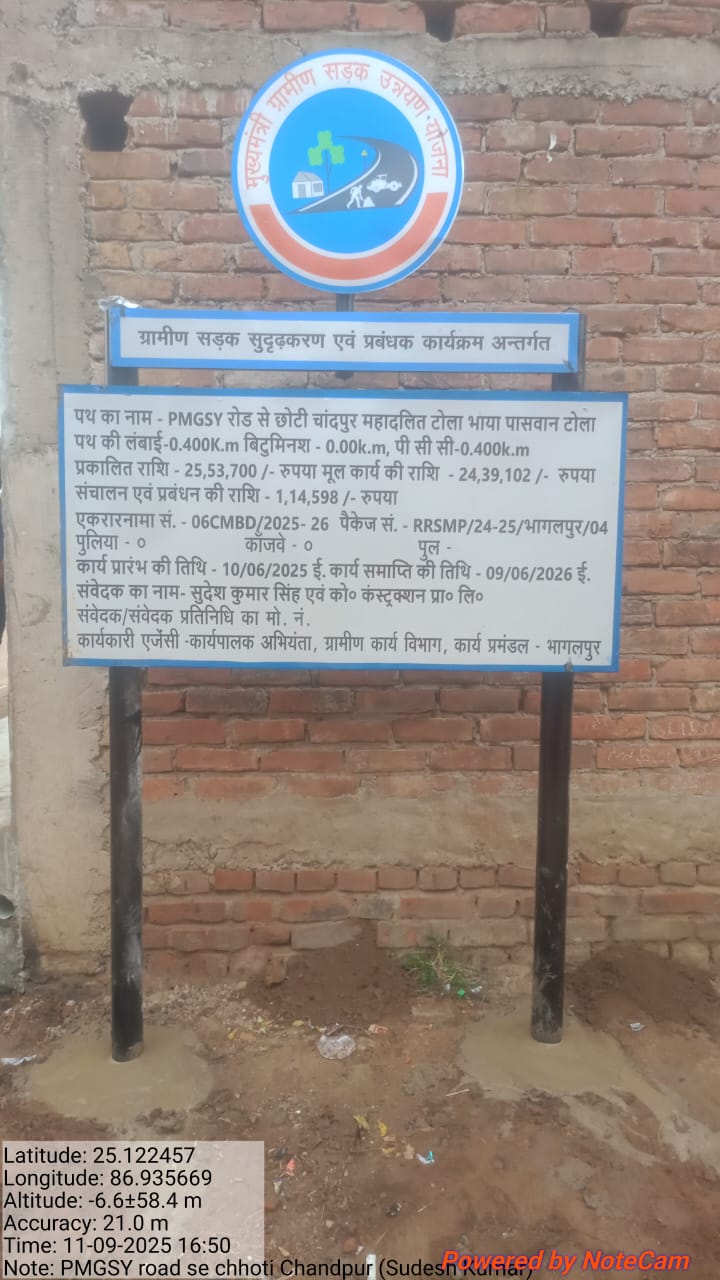 मुख्यमंत्री ग्रामीण सड़क उन्नयण योजना
ग्रामीण सड़क सुदृढ़करण एवं प्रबंधक कार्यक्रम अन्तर्गत
पथ का नाम - PMGSY रोड से छोटी चांदपुर महादलित टोला भाया पासवान टोला
पथ की लंबाई-0.400K.m बिटुमिनश - 0.00k.m, पी सी सी-0.400k.m
प्रकालित राशि - 25,53,700 /- रुपया मूल कार्य की राशि - 24,39,102 /- रुपया
संचालन एवं प्रबंधन की राशि - 1,14,598 /- रुपया
एकरारनामा सं. - 06CMBD/2025- 26 पैकेज सं. - RRSMP/24-25/भागलपुर/04
पुलिया - ० कॉजवे - ० पुल -
कार्य प्रारंभ की तिथि - 10/06/2025 ई. कार्य समाप्ति की तिथि - 09/06/2026 ई.
संवेदक का नाम- सुदेश कुमार सिंह एवं को० कंस्ट्रक्शन प्रा० लि०
संवेदक/संवेदक प्रतिनिधि का मो. नं.
कार्यकारी एजेंसी -कार्यपालक अभियंता, ग्रामीण कार्य विभाग, कार्य प्रमंडल - भागलपुर
Latitude: 25.122457
Longitude: 86.935669
Altitude: -6.6±58.4 m
Accuracy: 21.0 m
Time: 11-09-2025 16:50
Note: PMGSY road se chhoti Chandpur (Sudesh Kumar)
Powered by NoteCam